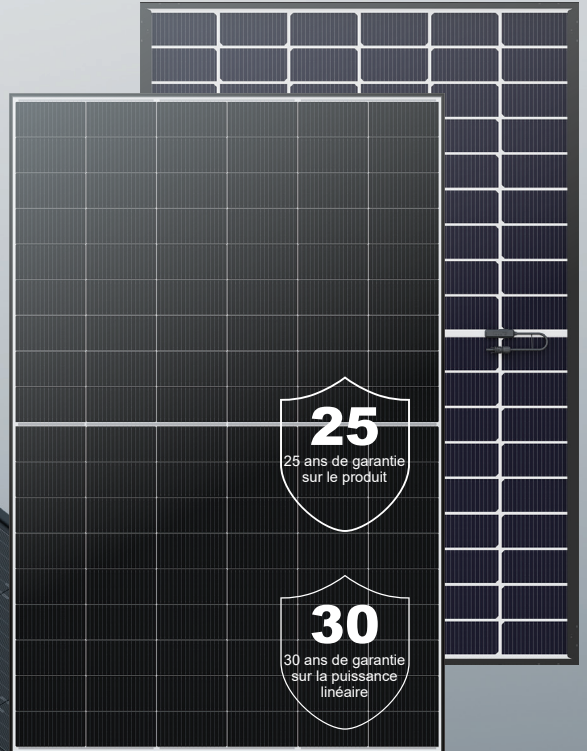 25
25 ans de garantie
sur le produit
30
30 ans de garantie
sur la puissance
linéaire